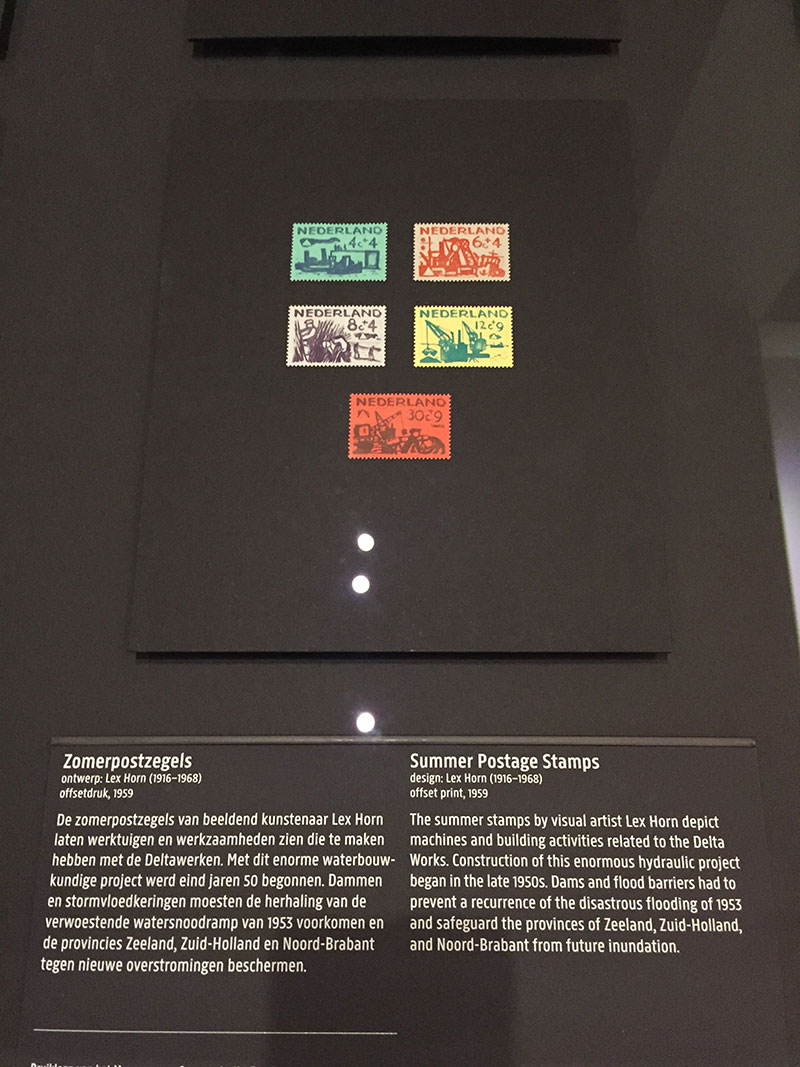 NEDERLAND
4c+4
NEDERLAND
6c+4
NEDERLAND
8c+4
NEDERLAND
12c+9
NEDERLAND
30c+9
Zomerpostzegels
ontwerp: Lex Horn (1916–1968)
offsetdruk, 1959
De zomerpostzegels van beeldend kunstenaar Lex Horn
laten werktuigen en werkzaamheden zien die te maken
hebben met de Deltawerken. Met dit enorme waterbouw-
kundige project werd eind jaren 50 begonnen. Dammen
en stormvloedkeringen moesten de herhaling van de
verwoestende watersnoodramp van 1953 voorkomen en
de provincies Zeeland, Zuid-Holland en Noord-Brabant
tegen nieuwe overstromingen beschermen.
Summer Postage Stamps
design: Lex Horn (1916–1968)
offset print, 1959
The summer stamps by visual artist Lex Horn depict
machines and building activities related to the Delta
Works. Construction of this enormous hydraulic project
began in the late 1950s. Dams and flood barriers had to
prevent a recurrence of the disastrous flooding of 1953
and safeguard the provinces of Zeeland, Zuid-Holland,
and Noord-Brabant from future inundation.